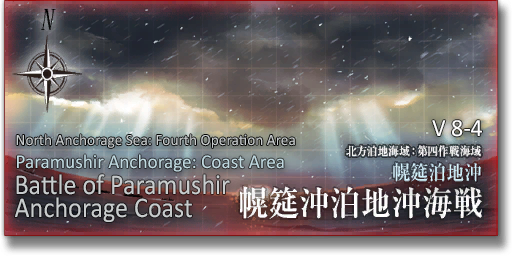 N
V 8-4
North Anchorage Sea: Fourth Operation Area
北方泊地海域:第四作戦海域
Paramushir Anchorage: Coast Area
幌筵泊地沖
Battle of Paramushir
Anchorage Coast
幌筵沖泊地沖海戦